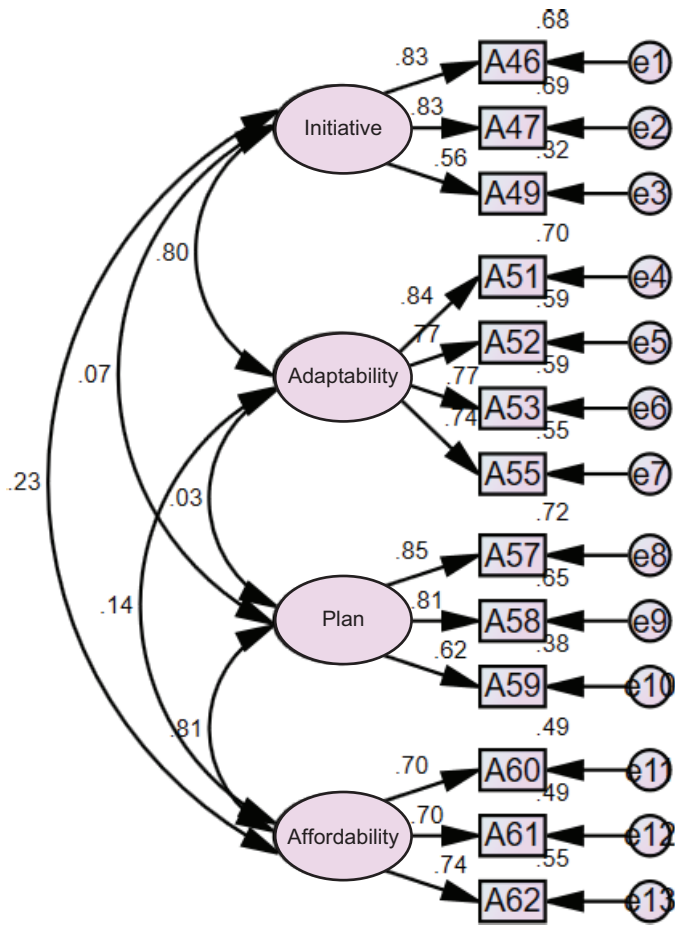 .68
.83
A46
e1
.69
Initiative
.83
A47
e2
.32
.56
A49
e3
.70
.80
A51
e4
.84
.59
.77
A52
e5
.59
Adaptability
.07
.77
A53
e6
.74
.55
A55
e7
.23
.03
.72
.85
A57
e8
.65
.14
.81
Plan
A58
e9
.38
.62
A59
e10
.49
.81
.70
A60
e11
.49
Affordability
.70
A61
e12
.55
.74
A62
e13